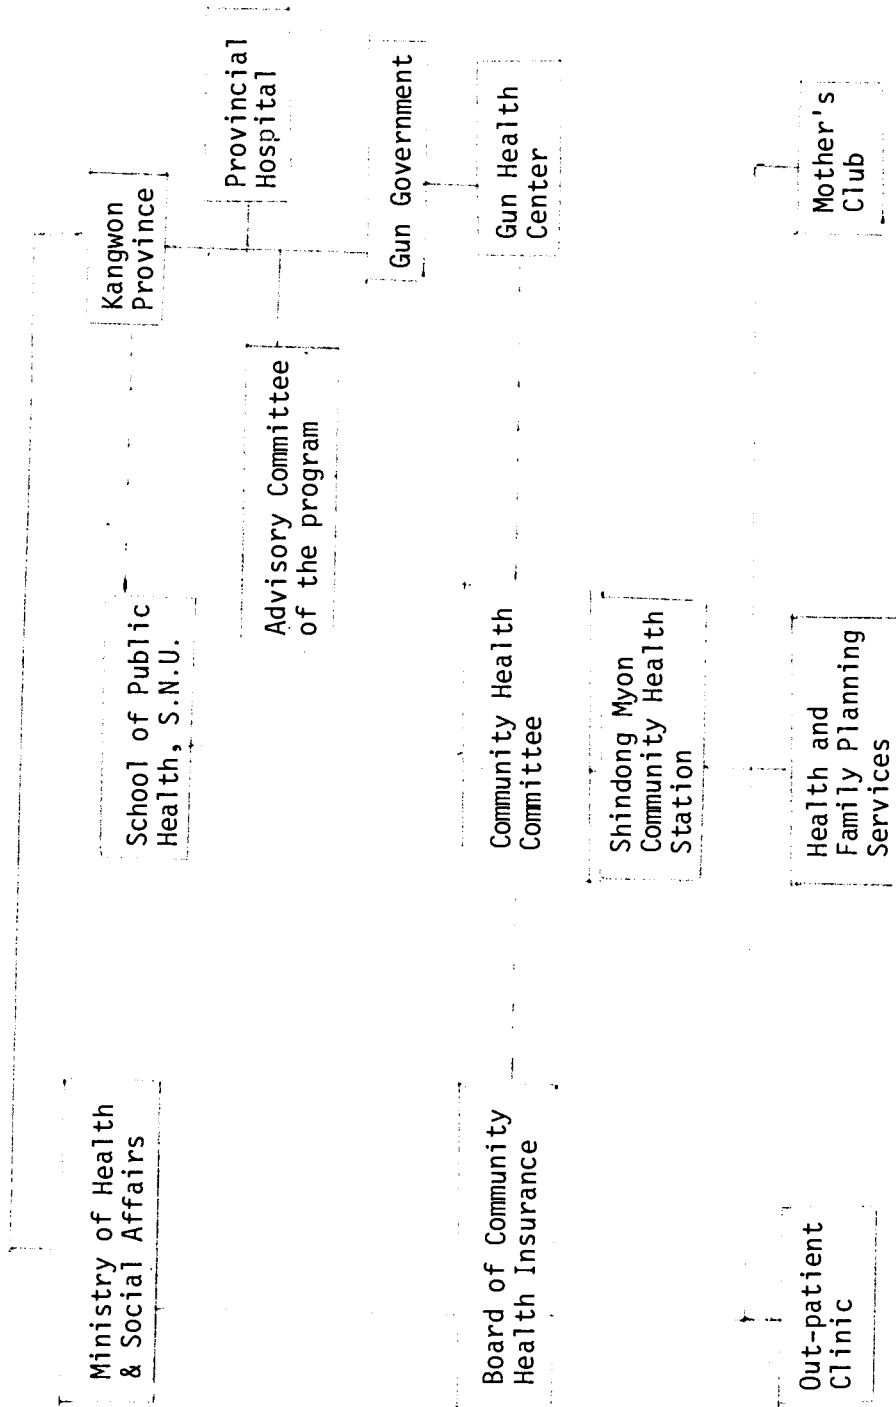 Ministry of Health
& Social Affairs
School of Public
Health, S.N.U.
Kangwon
Province
Provincial
Hospital
Advisory Committee
of the program
Gun Government
Board of Community
Health Insurance
Community Health
Committee
Gun Health
Center
Shindong Myon
Community Health
Station
Out-patient
Clinic
Health and
Family Planning
Services
Mother's
Club